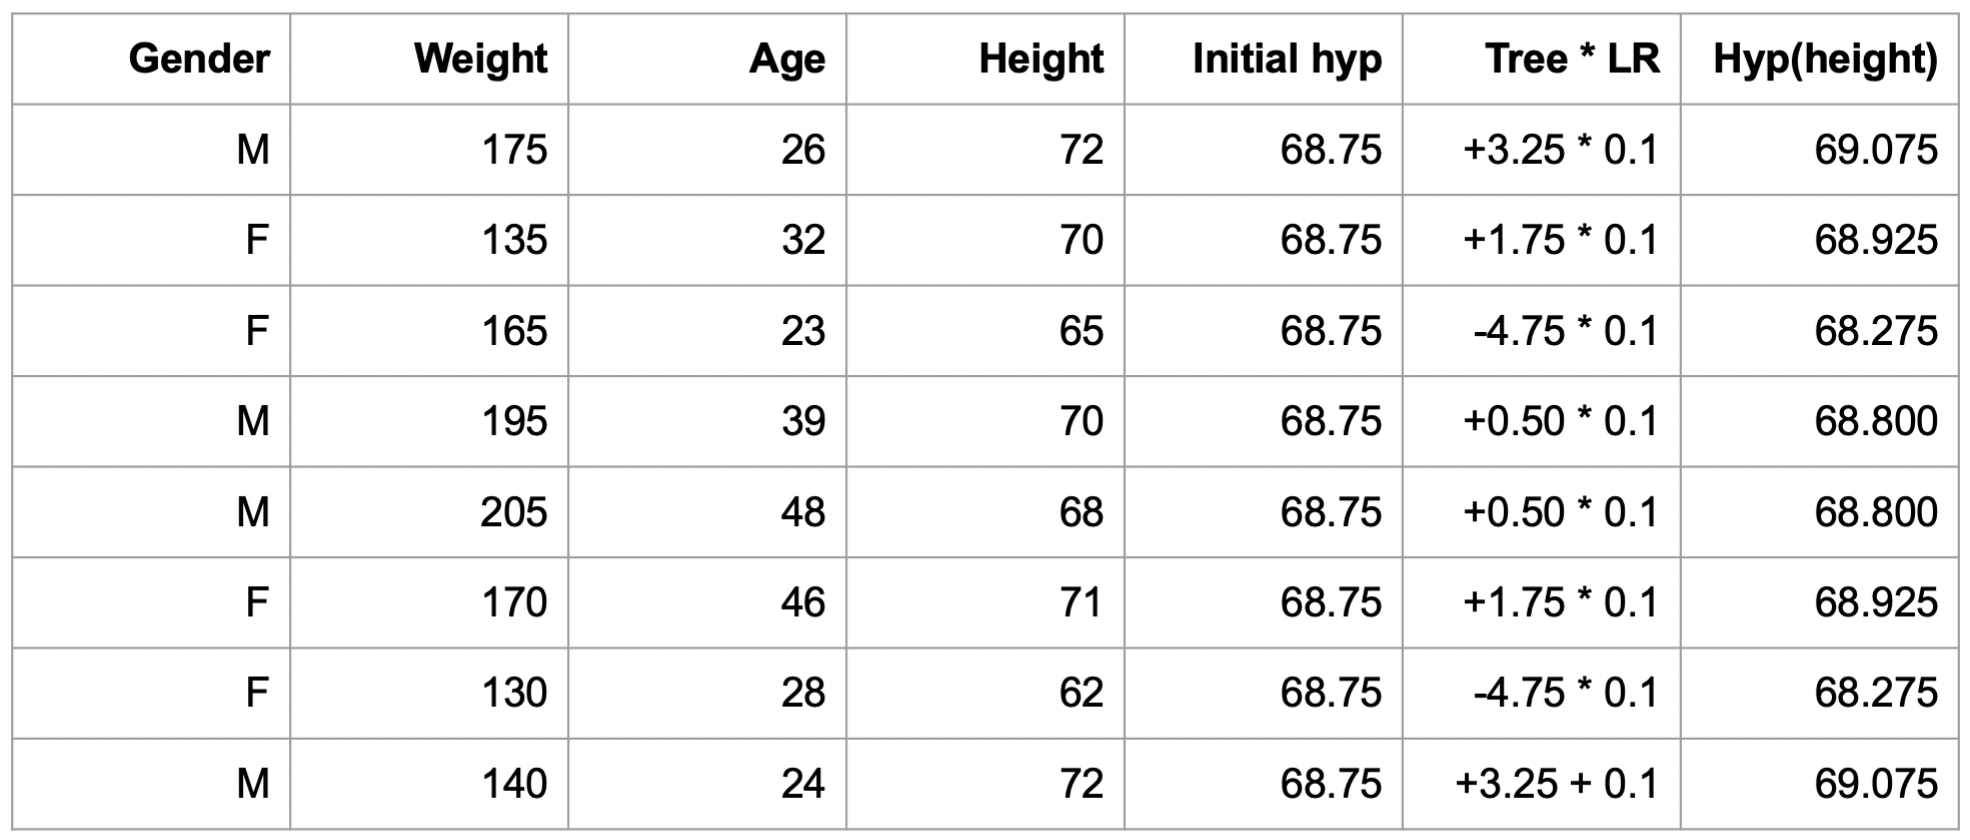 Gender Weight Age Height Initial hyp Tree * LR Hyp(height)
M 175 26 72 68.75 +3.25 * 0.1 69.075
F 135 32 70 68.75 +1.75 * 0.1 68.925
F 165 23 65 68.75 -4.75 * 0.1 68.275
M 195 39 70 68.75 +0.50 * 0.1 68.800
M 205 48 68 68.75 +0.50 * 0.1 68.800
F 170 46 71 68.75 +1.75 * 0.1 68.925
F 130 28 62 68.75 -4.75 * 0.1 68.275
M 140 24 72 68.75 +3.25 + 0.1 69.075